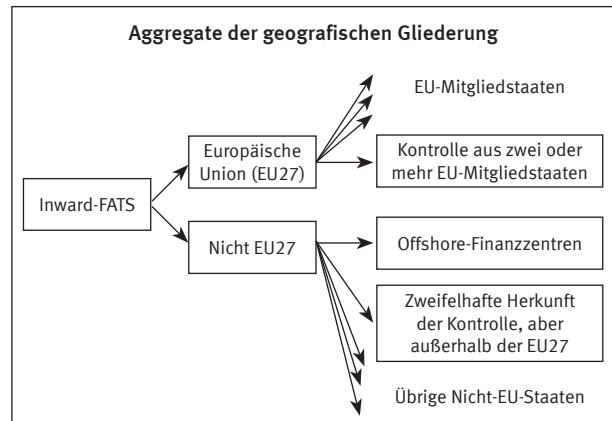 Aggregate der geografischen Gliederung
EU-Mitgliedstaaten
Europäische
Union (EU27)
Kontrolle aus zwei oder
mehr EU-Mitgliedstaaten
Inward-FATS
Nicht EU27
Offshore-Finanzzentren
Zweifelhafte Herkunft
der Kontrolle, aber
außerhalb der EU27
Übrige Nicht-EU-Staaten